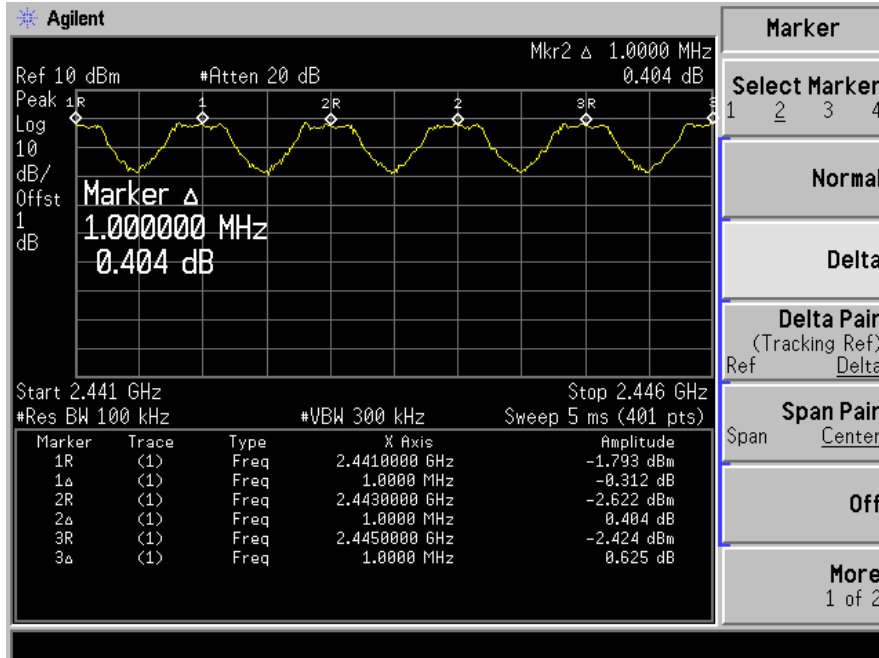 Agilent
Marker
Mkr2 Δ 1.0000 MHz
Ref 10 dBm #Atten 20 dB 0.404 dB
Select Marker
1 2 3 4
Peak
Log
10
dB/
Offst
1
dB
1R 1 2R 2 3R 3
Marker Δ
1.000000 MHz
0.404 dB
Normal
Delta
Delta Pair
(Tracking Ref)
Ref Delta
Start 2.441 GHz Stop 2.446 GHz
#Res BW 100 kHz #VBW 300 kHz Sweep 5 ms (401 pts)
Span Pair
Span Center
Marker Trace Type X Axis Amplitude
1R (1) Freq 2.4410000 GHz -1.793 dBm
1Δ (1) Freq 1.0000 MHz -0.312 dB
2R (1) Freq 2.4430000 GHz -2.622 dBm
2Δ (1) Freq 1.0000 MHz 0.404 dB
3R (1) Freq 2.4450000 GHz -2.424 dBm
3Δ (1) Freq 1.0000 MHz 0.625 dB
Off
More
1 of 2